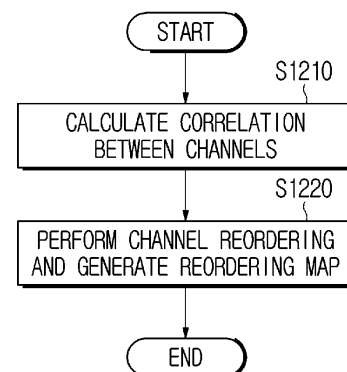 START
S1210
CALCULATE CORRELATION
BETWEEN CHANNELS
S1220
PERFORM CHANNEL REORDERING
AND GENERATE REORDERING MAP
END